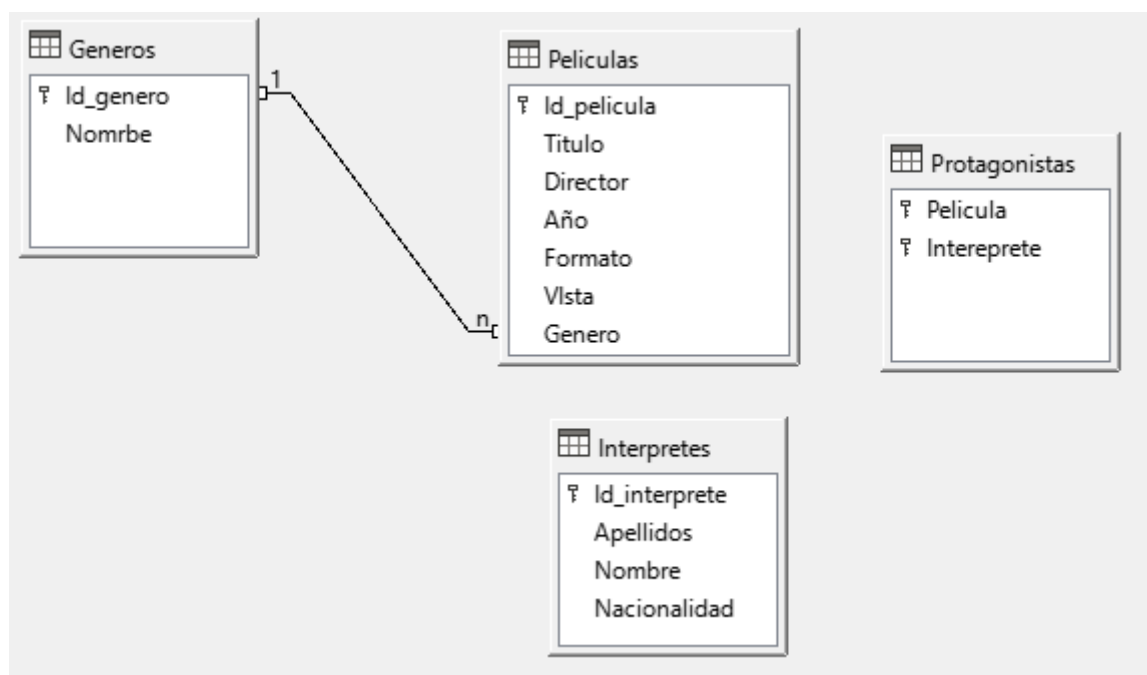 Generos
Id_genero
Nomrbe
1
n
Peliculas
Id_pelicula
Titulo
Director
Año
Formato
VIsta
Genero
Protagonistas
Pelicula
Intereprete
Interpretes
Id_interprete
Apellidos
Nombre
Nacionalidad